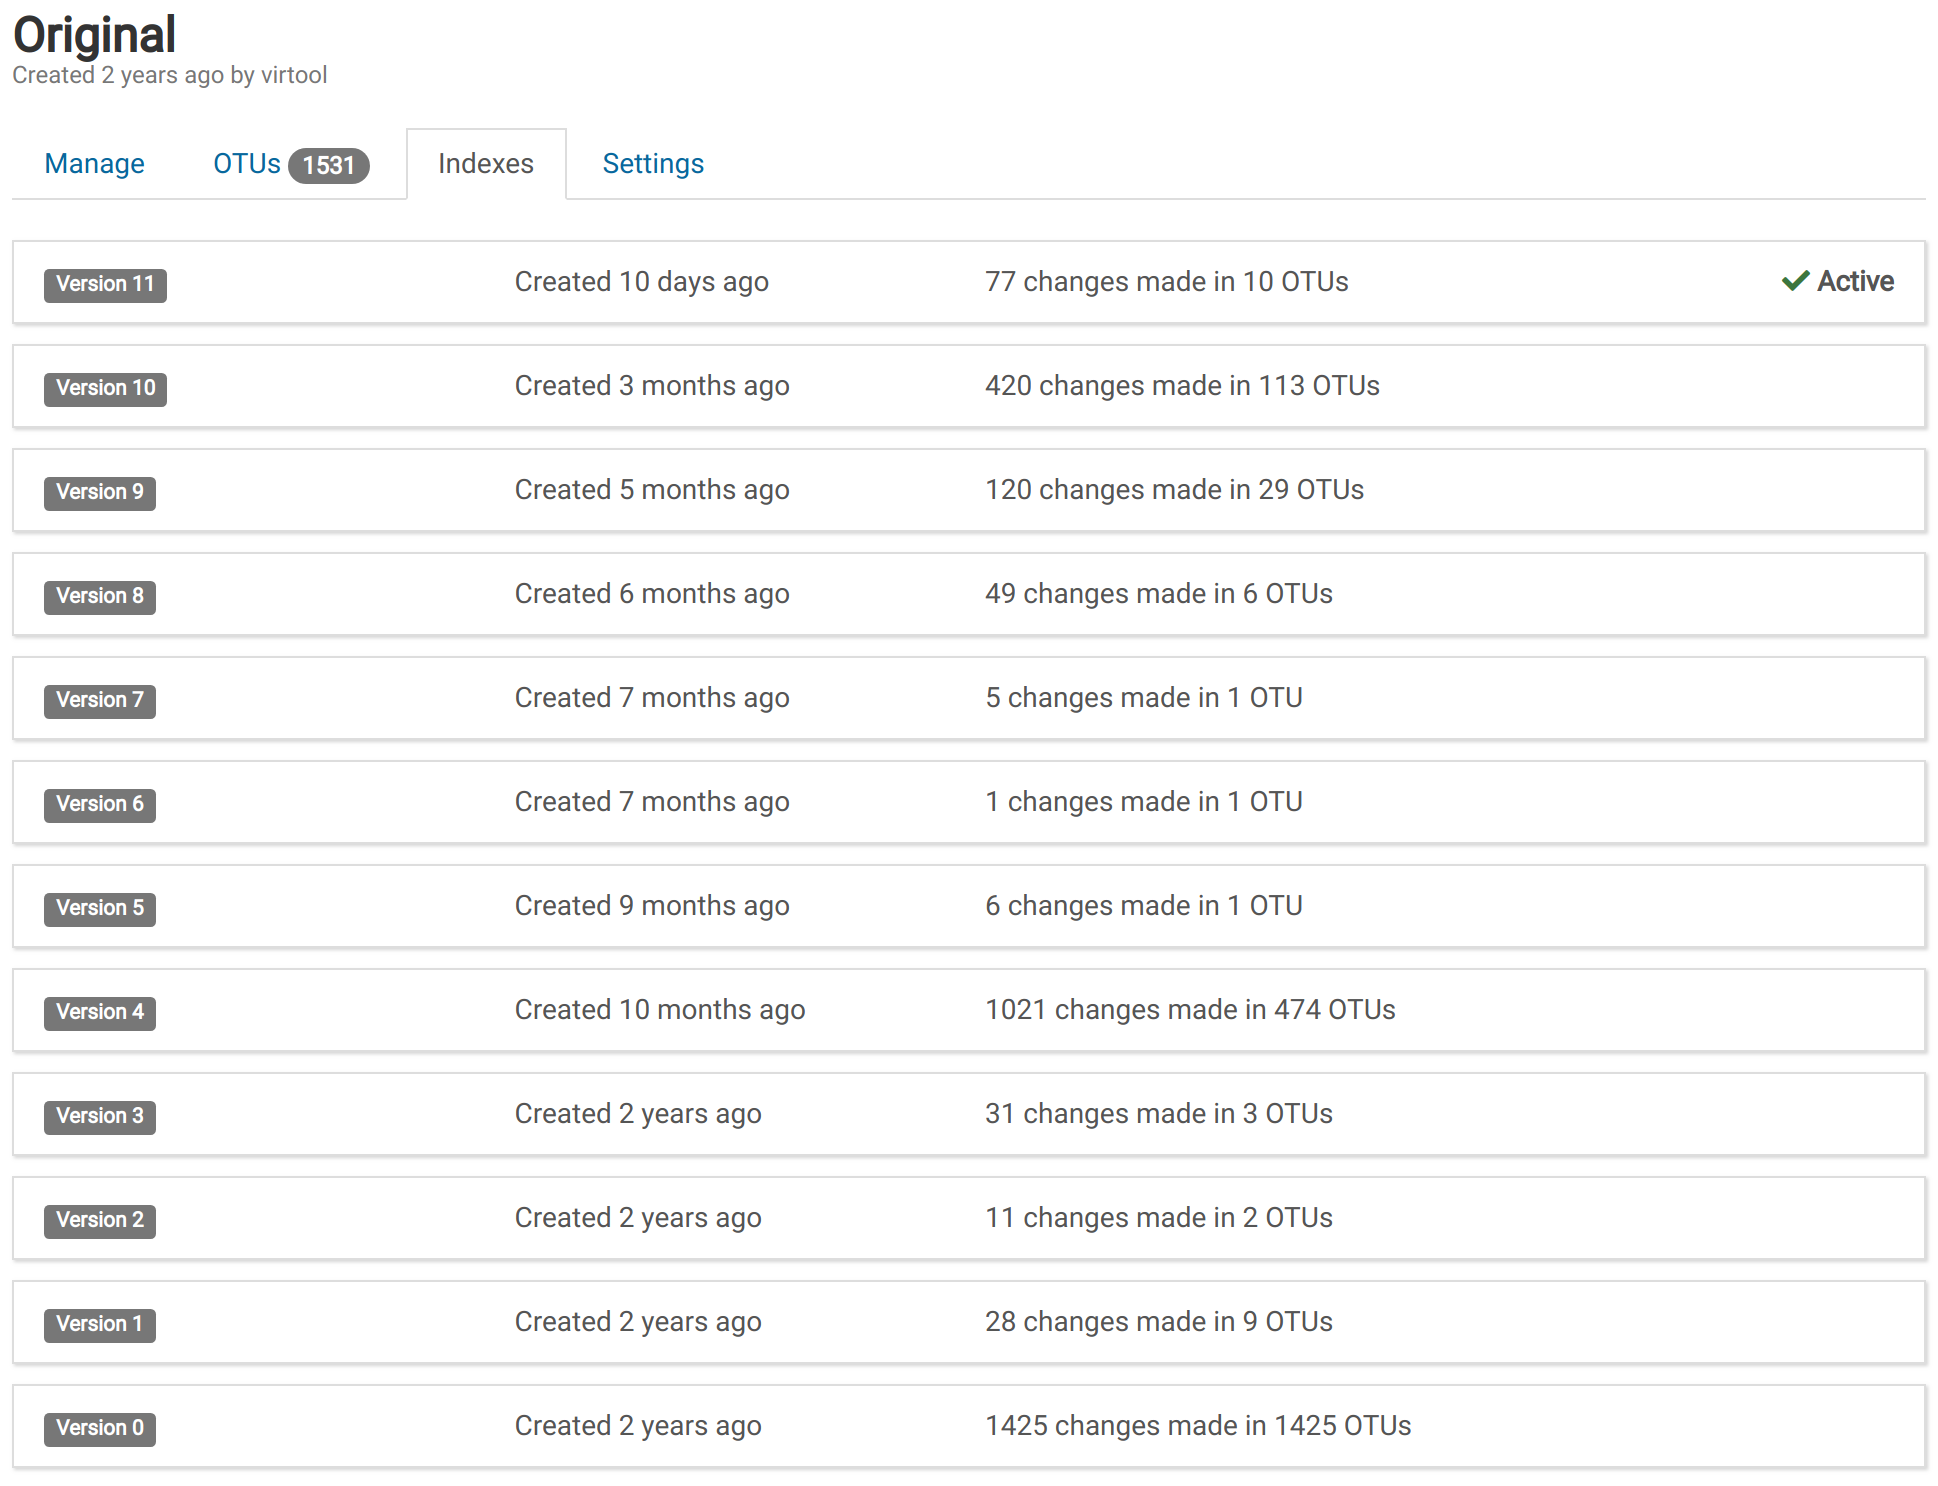 Original
Created 2 years ago by virtool
Manage OTUs 1531 Indexes Settings
Version 11 Created 10 days ago 77 changes made in 10 OTUs Active
Version 10 Created 3 months ago 420 changes made in 113 OTUs
Version 9 Created 5 months ago 120 changes made in 29 OTUs
Version 8 Created 6 months ago 49 changes made in 6 OTUs
Version 7 Created 7 months ago 5 changes made in 1 OTU
Version 6 Created 7 months ago 1 changes made in 1 OTU
Version 5 Created 9 months ago 6 changes made in 1 OTU
Version 4 Created 10 months ago 1021 changes made in 474 OTUs
Version 3 Created 2 years ago 31 changes made in 3 OTUs
Version 2 Created 2 years ago 11 changes made in 2 OTUs
Version 1 Created 2 years ago 28 changes made in 9 OTUs
Version 0 Created 2 years ago 1425 changes made in 1425 OTUs